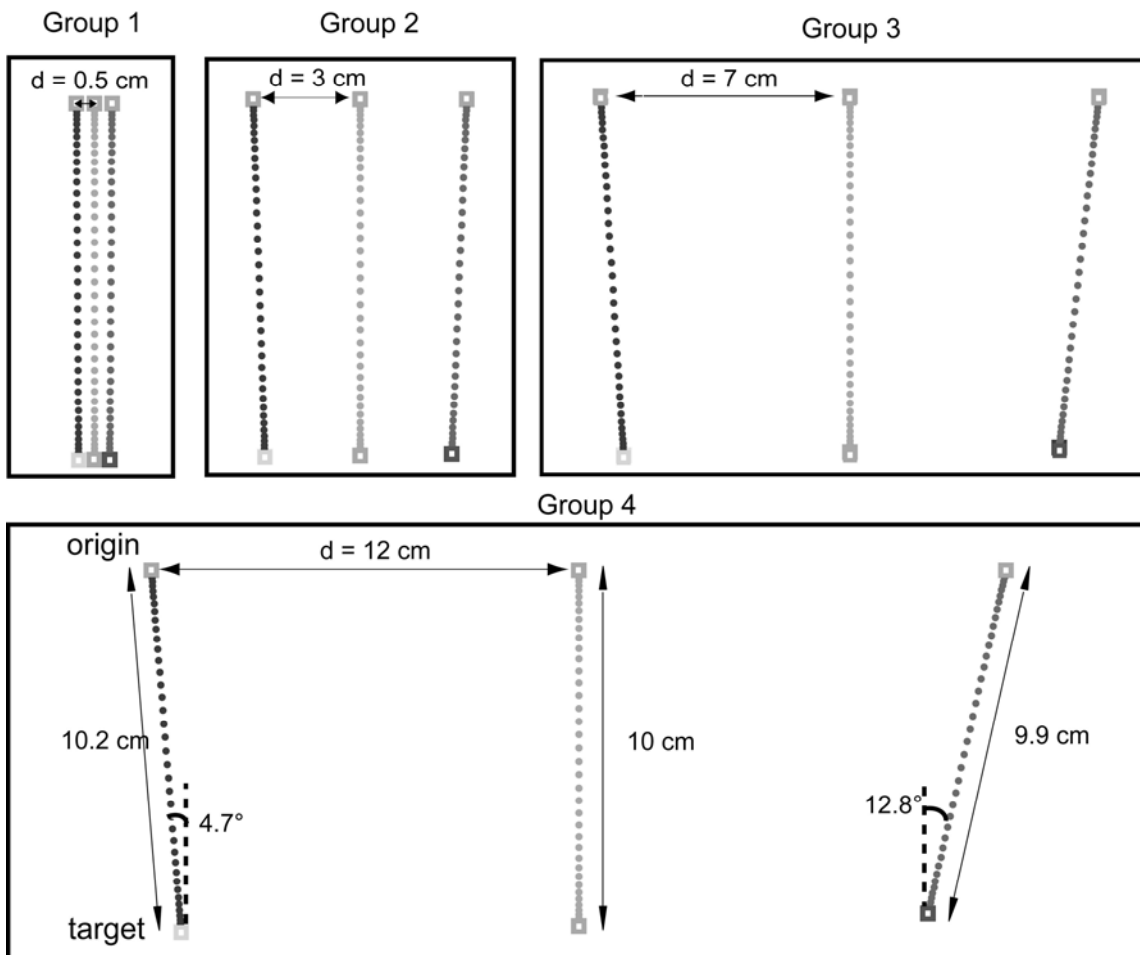 Group 1
Group 2
Group 3
d = 0.5 cm
d = 3 cm
d = 7 cm
Group 4
origin
d = 12 cm
10.2 cm
10 cm
9.9 cm
4.7°
12.8°
target